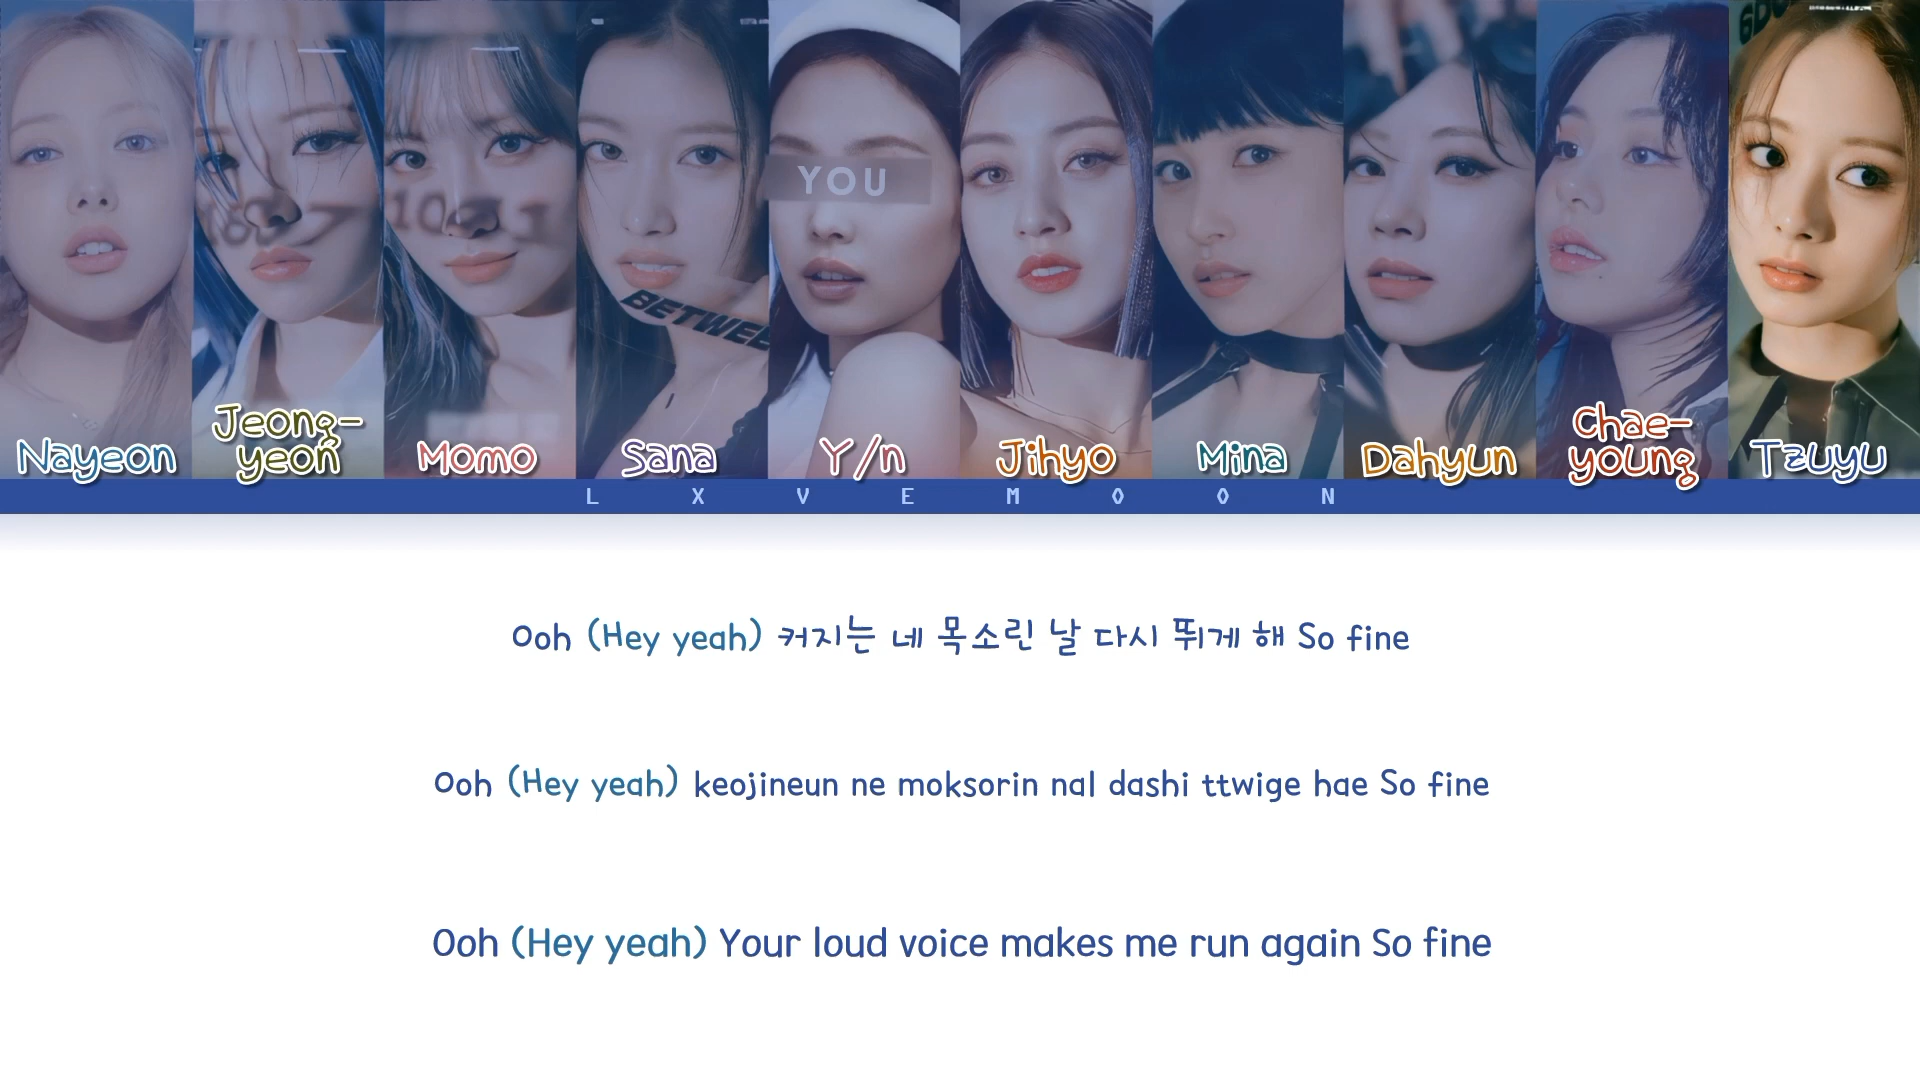 YOU
BETWEE
Nayeon Jeong-yeon Momo Sana Y/n Jihyo Mina Dahyun Chae-young Tzuyu
L X V E M O O N
Ooh (Hey yeah) 커지는 네 목소린 날 다시 뛰게 해 So fine
Ooh (Hey yeah) keojineun ne moksorin nal dashi ttwige hae So fine
Ooh (Hey yeah) Your loud voice makes me run again So fine